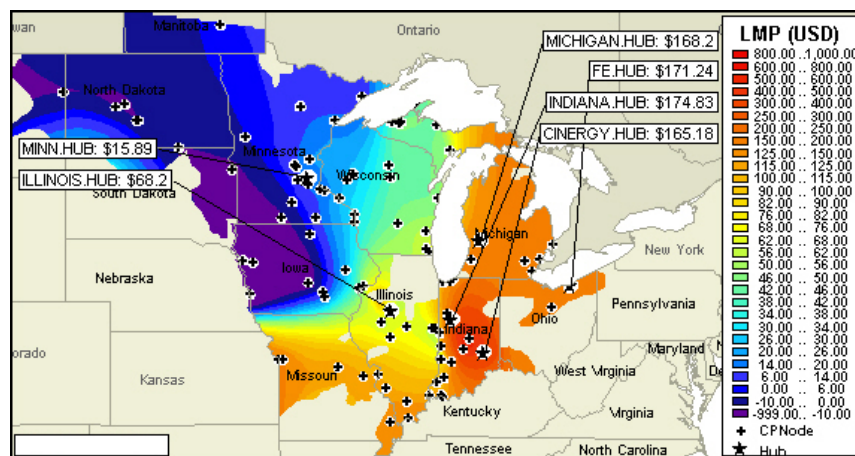 Manitoba
Ontario
LMP (USD)
MICHIGAN.HUB: $168.2
FE.HUB: $171.24
INDIANA.HUB: $174.83
CINERGY.HUB: $165.18
North Dakota
MINN.HUB: $15.89
Minnesota
Wisconsin
ILLINOIS.HUB: $68.2
South Dakota
Michigan
New York
Nebraska
Iowa
Illinois
Indiana
Ohio
Pennsylvania
orado
Kansas
Missouri
West Virginia
Maryland
Kentucky
Virginia
Tennessee
North Carolina
800.00 .. 1,000.00
600.00 .. 800.00
500.00 .. 600.00
400.00 .. 500.00
300.00 .. 400.00
250.00 .. 300.00
200.00 .. 250.00
150.00 .. 200.00
125.00 .. 150.00
115.00 .. 125.00
100.00 .. 115.00
90.00 .. 100.00
82.00 .. 90.00
76.00 .. 82.00
68.00 .. 76.00
62.00 .. 68.00
56.00 .. 62.00
50.00 .. 56.00
46.00 .. 50.00
42.00 .. 46.00
38.00 .. 42.00
34.00 .. 38.00
30.00 .. 34.00
26.00 .. 30.00
20.00 .. 26.00
14.00 .. 20.00
6.00 .. 14.00
0.00 .. 6.00
-10.00 .. 0.00
-999.00 .. -10.00
CPNode
Hub